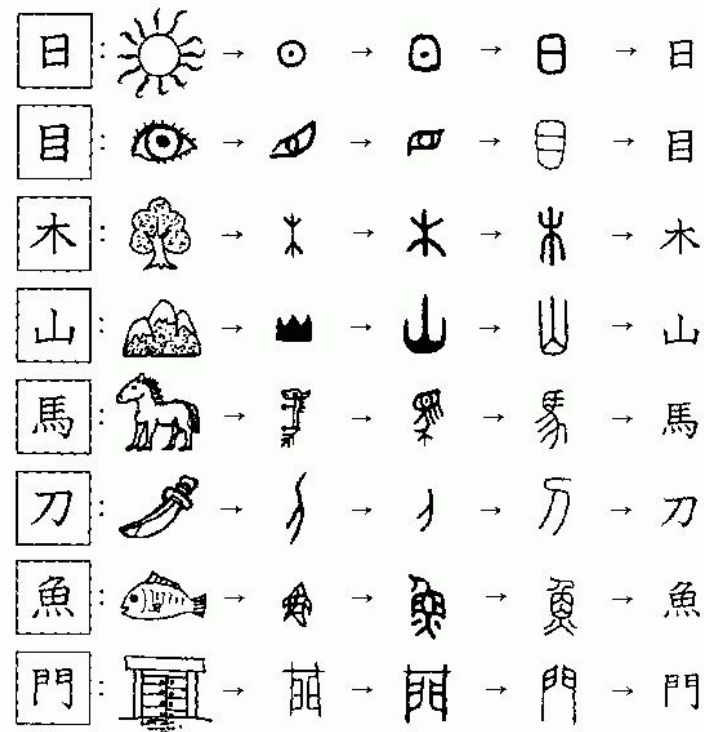 日 : → → → → 日
目 : → → → → 目
木 : → → → → 木
山 : → → → → 山
馬 : → → → → 馬
刀 : → → → → 刀
魚 : → → → → 魚
門 : → → → → 門